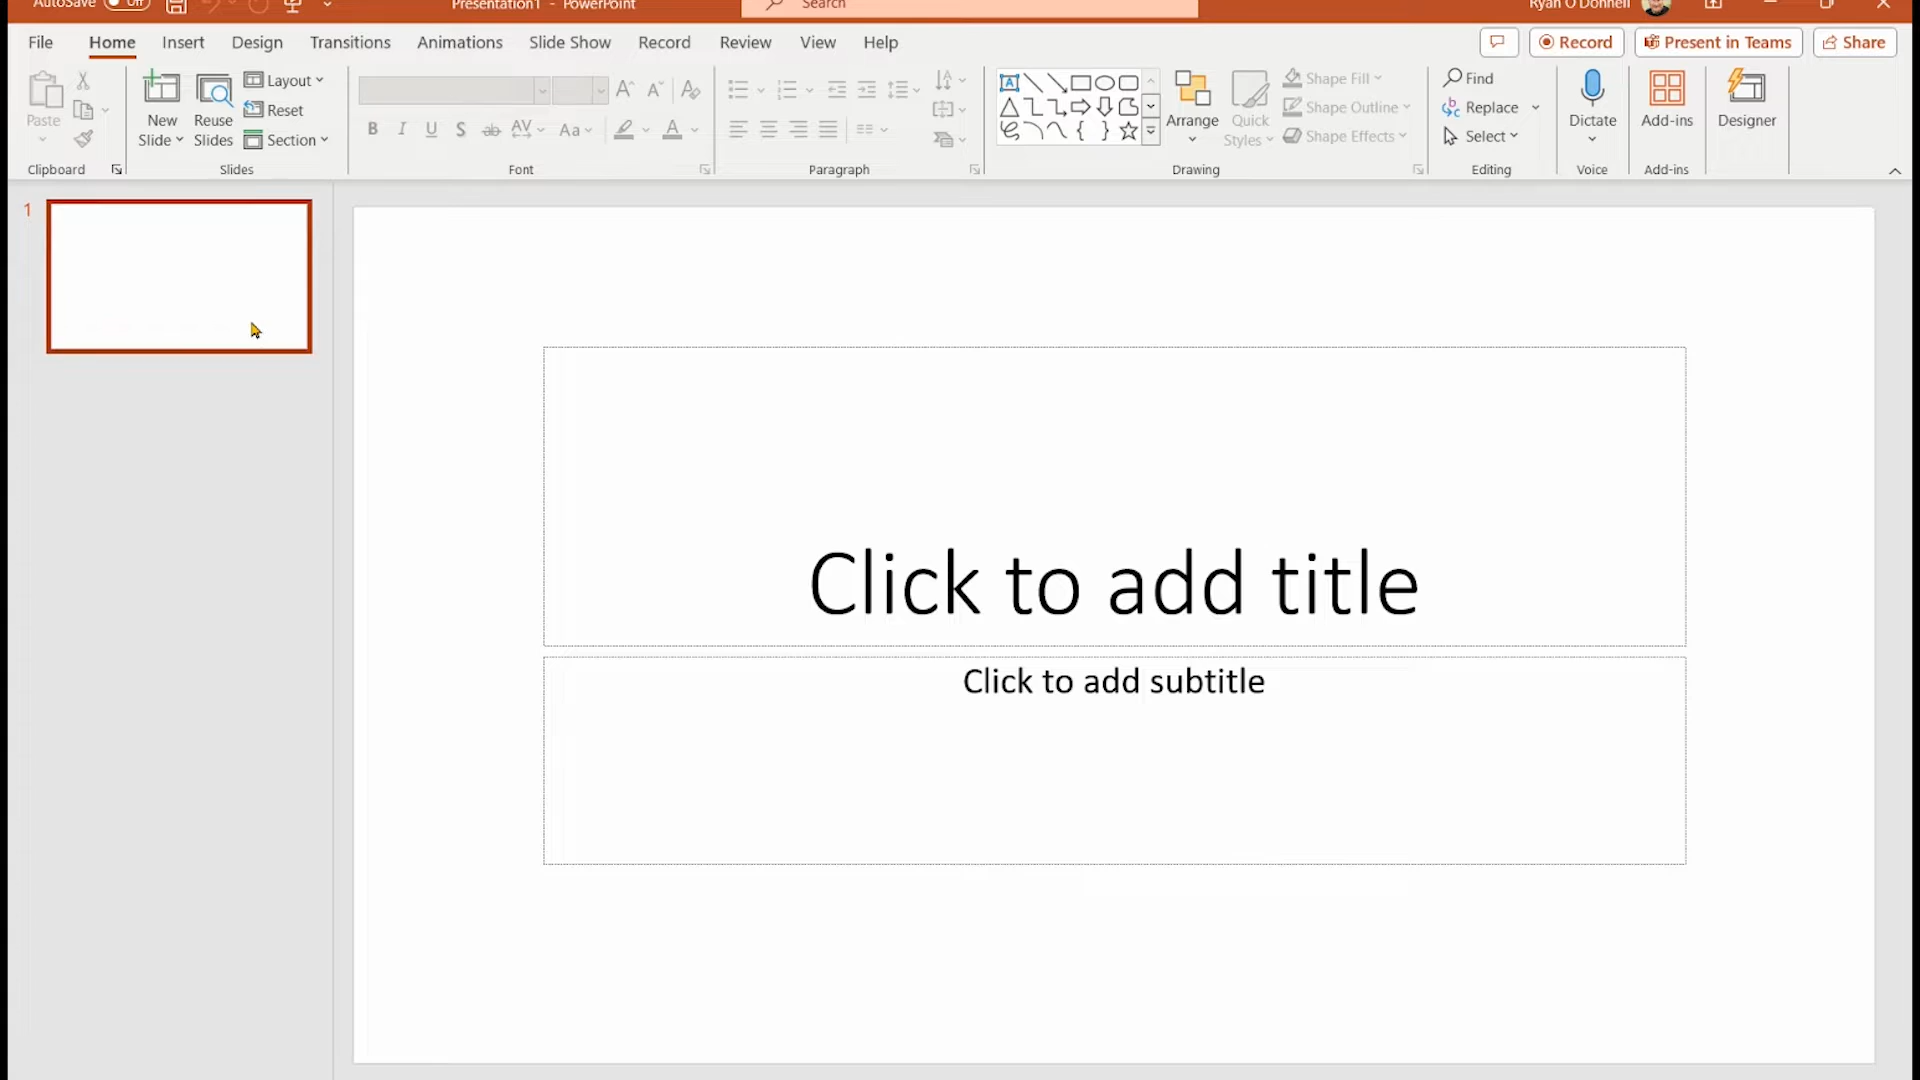 AutoSave Off Presentation1 - PowerPoint Search Ryan O'Donnell
File Home Insert Design Transitions Animations Slide Show Record Review View Help Record Present in Teams Share
Paste
Clipboard
New Slide
Reuse Slides
Layout
Reset
Section
Slides
B I U S ab AV Aa A
Font
Paragraph
Arrange
Quick Styles
Shape Fill
Shape Outline
Shape Effects
Drawing
Find
Replace
Select
Editing
Dictate
Voice
Add-ins
Add-ins
Designer
1
Click to add title
Click to add subtitle